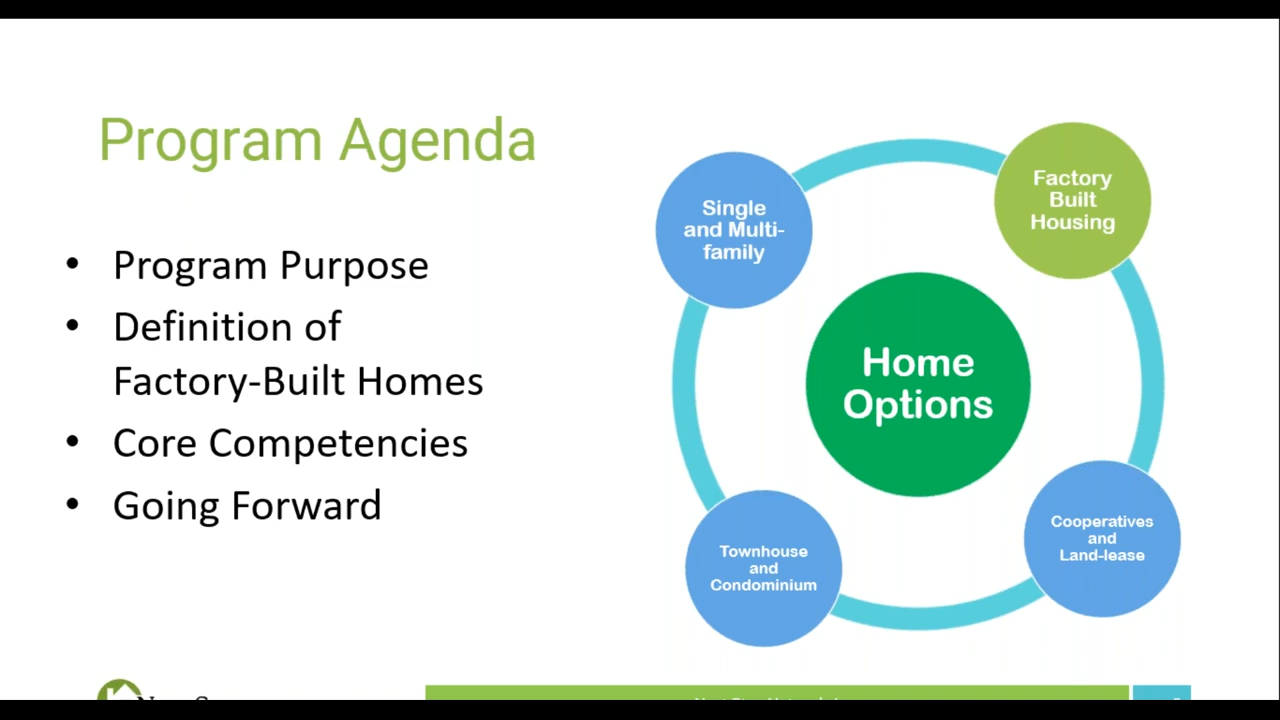 Program Agenda
• Program Purpose
• Definition of
Factory-Built Homes
• Core Competencies
• Going Forward
Single
and Multi-
family
Factory
Built
Housing
Home
Options
Townhouse
and
Condominium
Cooperatives
and
Land-lease